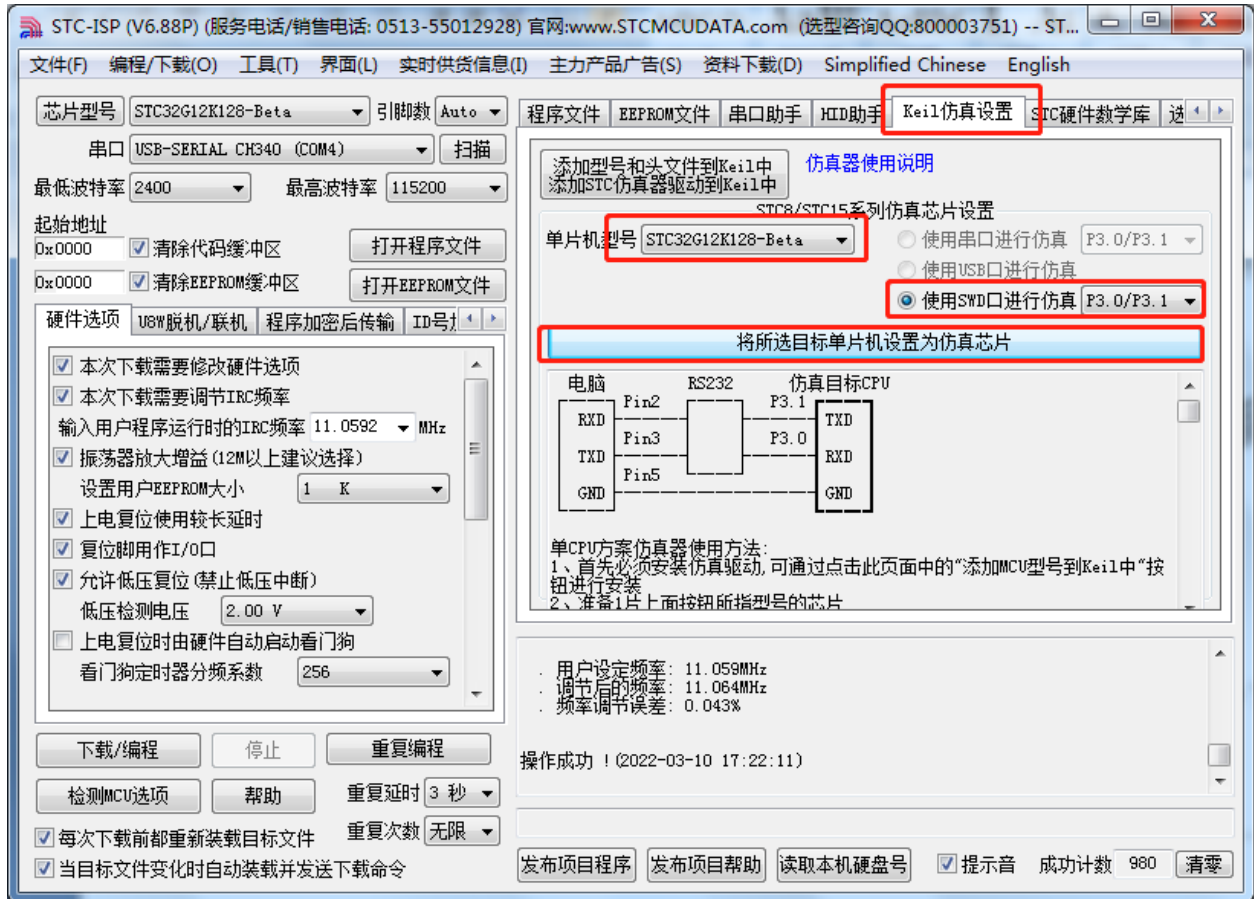 STC-ISP (V6.88P) (服务电话/销售电话: 0513-55012928) 官网:www.STCMCUDATA.com (选型咨询QQ:800003751) -- ST...
文件(F) 编程/下载(O) 工具(T) 界面(L) 实时供货信息(I) 主力产品广告(S) 资料下载(D) Simplified Chinese English
芯片型号 STC32G12K128-Beta 引脚数 Auto
串口 USB-SERIAL CH340 (COM4) 扫描
最低波特率 2400 最高波特率 115200
起始地址
0x0000 清除代码缓冲区 打开程序文件
0x0000 清除EEPROM缓冲区 打开EEPROM文件
硬件选项 U8W脱机/联机 程序加密后传输 ID号
本次下载需要修改硬件选项
本次下载需要调节IRC频率
输入用户程序运行时的IRC频率 11.0592 MHz
振荡器放大增益(12M以上建议选择)
设置用户EEPROM大小 1 K
上电复位使用较长延时
复位脚用作I/O口
允许低压复位(禁止低压中断)
低压检测电压 2.00 V
上电复位时由硬件自动启动看门狗
看门狗定时器分频系数 256
下载/编程 停止 重复编程
检测MCU选项 帮助 重复延时 3 秒
每次下载前都重新装载目标文件 重复次数 无限
当目标文件变化时自动装载并发送下载命令
程序文件 EEPROM文件 串口助手 HID助手 Keil仿真设置 STC硬件数学库 选
添加型号和头文件到Keil中
添加STC仿真器驱动到Keil中
仿真器使用说明
STC8/STC15系列仿真芯片设置
单片机型号 STC32G12K128-Beta 使用串口进行仿真 P3.0/P3.1
使用USB口进行仿真
使用SWD口进行仿真 P3.0/P3.1
将所选目标单片机设置为仿真芯片
电脑 RS232 仿真目标CPU
RXD Pin2 P3.1 TXD
TXD Pin3 P3.0 RXD
GND Pin5 GND
单CPU方案仿真器使用方法:
1、首先必须安装仿真驱动,可通过点击此页面中的“添加MCU型号到Keil中”按
钮进行安装
2、准备1片上面按钮所指型号的芯片
. 用户设定频率: 11.059MHz
. 调节后的频率: 11.064MHz
. 频率调节误差: 0.043%
操作成功 !(2022-03-10 17:22:11)
发布项目程序 发布项目帮助 读取本机硬盘号 提示音 成功计数 980 清零